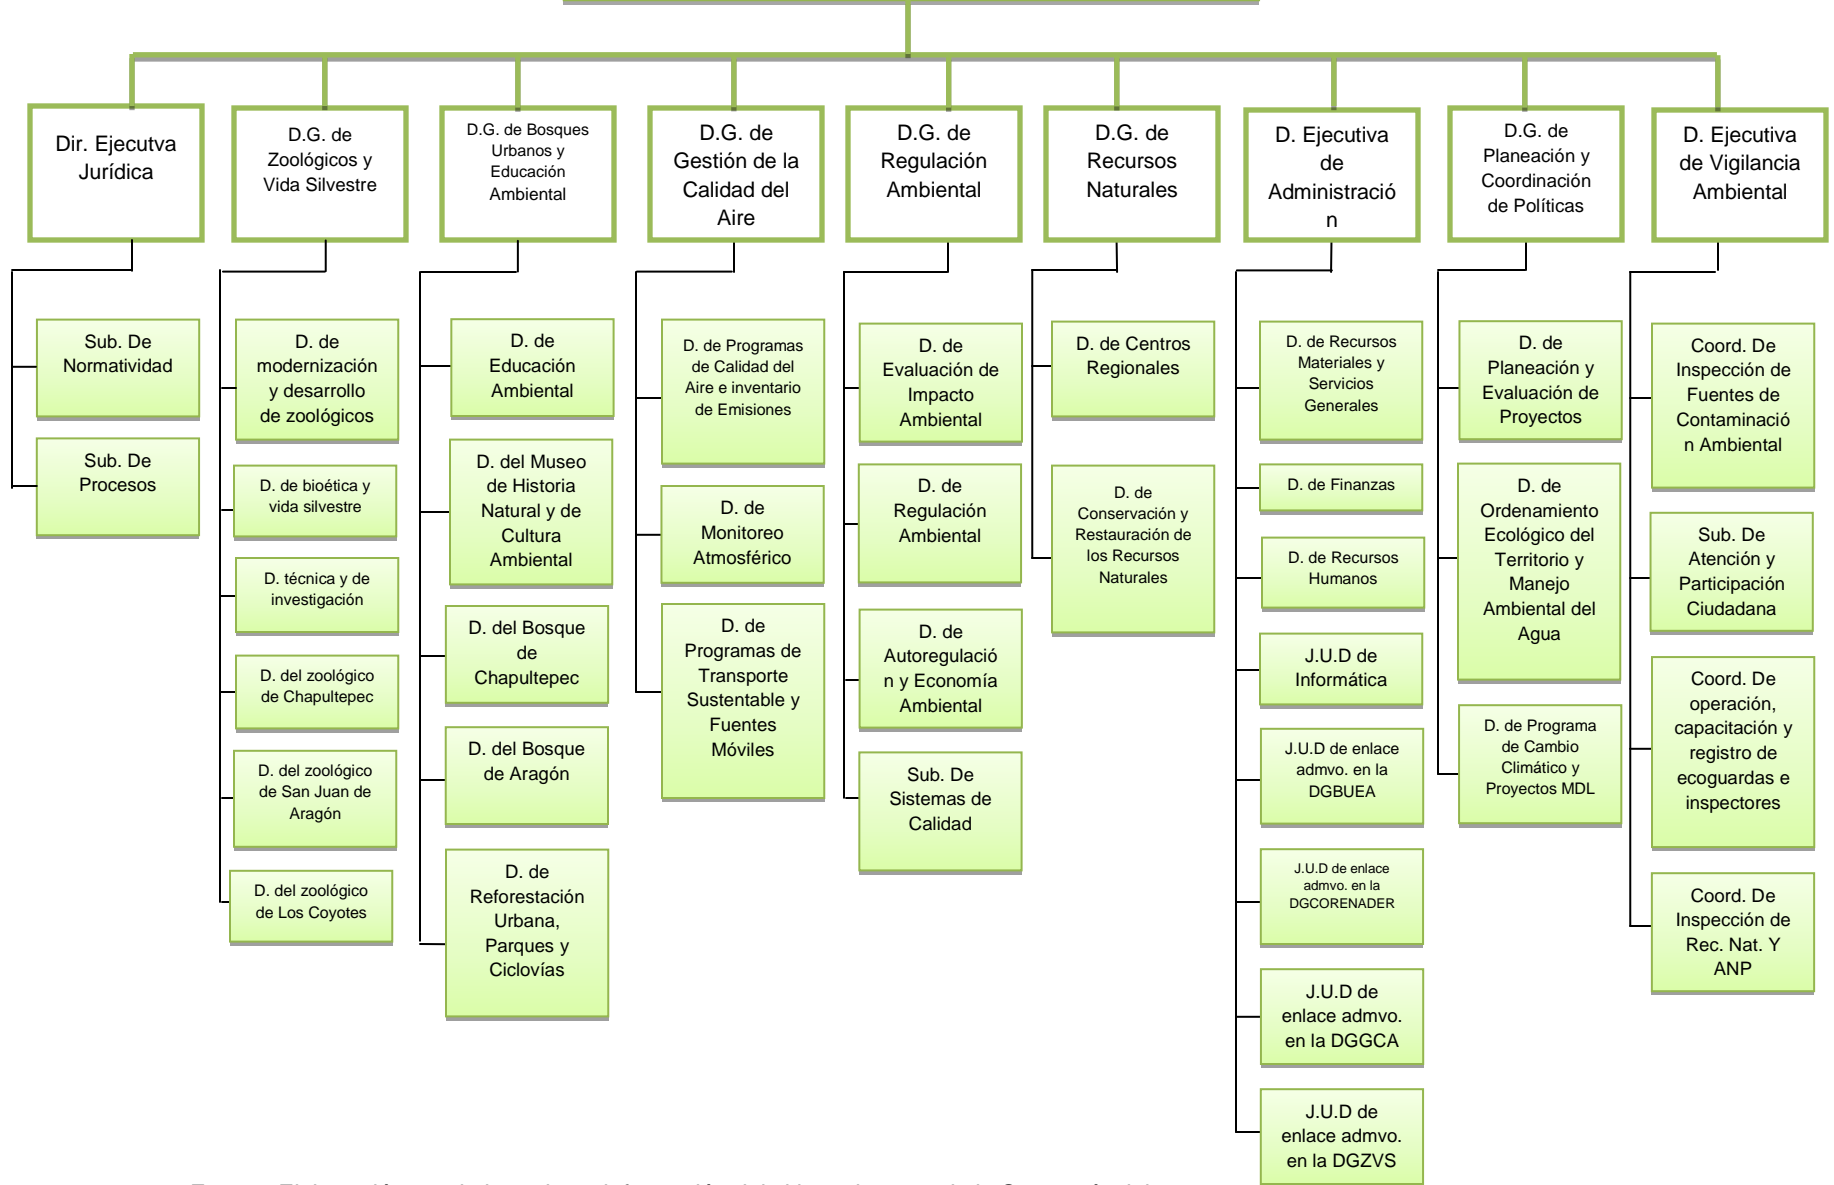 Dir. Ejecutva
Jurídica
D.G. de
Zoológicos y
Vida Silvestre
D.G. de Bosques
Urbanos y
Educación
Ambiental
D.G. de
Gestión de la
Calidad del
Aire
D.G. de
Regulación
Ambiental
D.G. de
Recursos
Naturales
D. Ejecutiva
de
Administració
n
D.G. de
Planeación y
Coordinación
de Políticas
D. Ejecutiva
de Vigilancia
Ambiental
Sub. De
Normatividad
Sub. De
Procesos
D. de
modernización
y desarrollo
de zoológicos
D. de bioética y
vida silvestre
D. técnica y de
investigación
D. del zoológico
de Chapultepec
D. del zoológico
de San Juan de
Aragón
D. del zoológico
de Los Coyotes
D. de
Educación
Ambiental
D. del Museo
de Historia
Natural y de
Cultura
Ambiental
D. del Bosque
de
Chapultepec
D. del Bosque
de Aragón
D. de
Reforestación
Urbana,
Parques y
Ciclovías
D. de Programas
de Calidad del
Aire e inventario
de Emisiones
D. de
Monitoreo
Atmosférico
D. de
Programas de
Transporte
Sustentable y
Fuentes
Móviles
D. de
Evaluación de
Impacto
Ambiental
D. de
Regulación
Ambiental
D. de
Autoregulació
n y Economía
Ambiental
Sub. De
Sistemas de
Calidad
D. de Centros
Regionales
D. de
Conservación y
Restauración de
los Recursos
Naturales
D. de Recursos
Materiales y
Servicios
Generales
D. de Finanzas
D. de Recursos
Humanos
J.U.D de
Informática
J.U.D de enlace
admvo. en la
DGBUEA
J.U.D de enlace
admvo. en la
DGCORENADER
J.U.D de
enlace admvo.
en la DGGCA
J.U.D de
enlace admvo.
en la DGZVS
D. de
Planeación y
Evaluación de
Proyectos
D. de
Ordenamiento
Ecológico del
Territorio y
Manejo
Ambiental del
Agua
D. de Programa
de Cambio
Climático y
Proyectos MDL
Coord. De
Inspección de
Fuentes de
Contaminació
n Ambiental
Sub. De
Atención y
Participación
Ciudadana
Coord. De
operación,
capacitación y
registro de
ecoguardas e
inspectores
Coord. De
Inspección de
Rec. Nat. Y
ANP